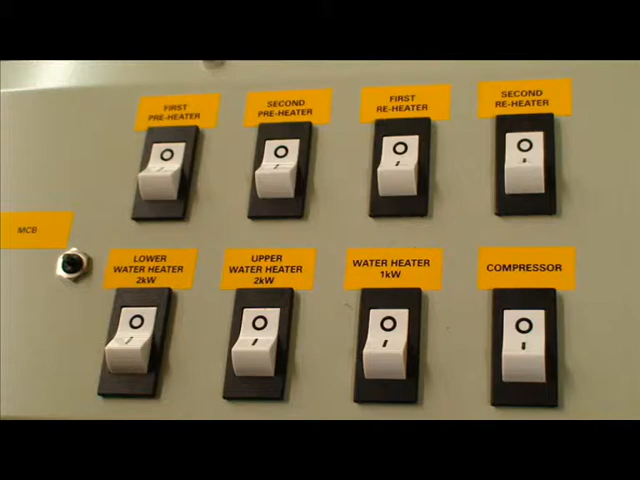 FIRST
PRE-HEATER
SECOND
PRE-HEATER
FIRST
RE-HEATER
SECOND
RE-HEATER
MCB
LOWER
WATER HEATER
2kW
UPPER
WATER HEATER
2kW
WATER HEATER
1kW
COMPRESSOR